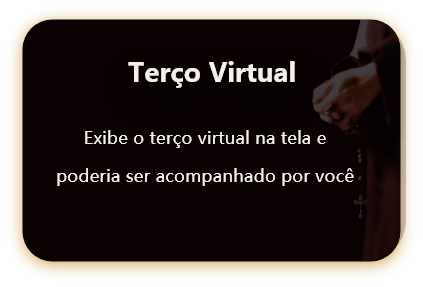 Terço Virtual
Exibe o terço virtual na tela e
poderia ser acompanhado por você